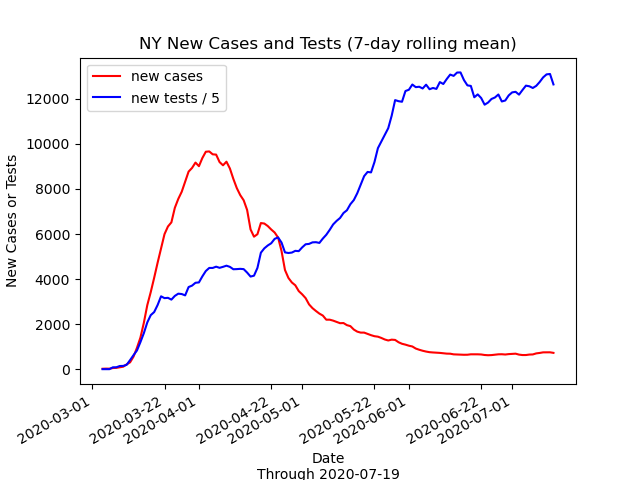 NY New Cases and Tests (7-day rolling mean)
new cases
new tests / 5
12000
10000
8000
6000
4000
2000
0
New Cases or Tests
2020-03-01
2020-03-22
2020-04-01
2020-04-22
2020-05-01
2020-05-22
2020-06-01
2020-06-22
2020-07-01
Date
Through 2020-07-19